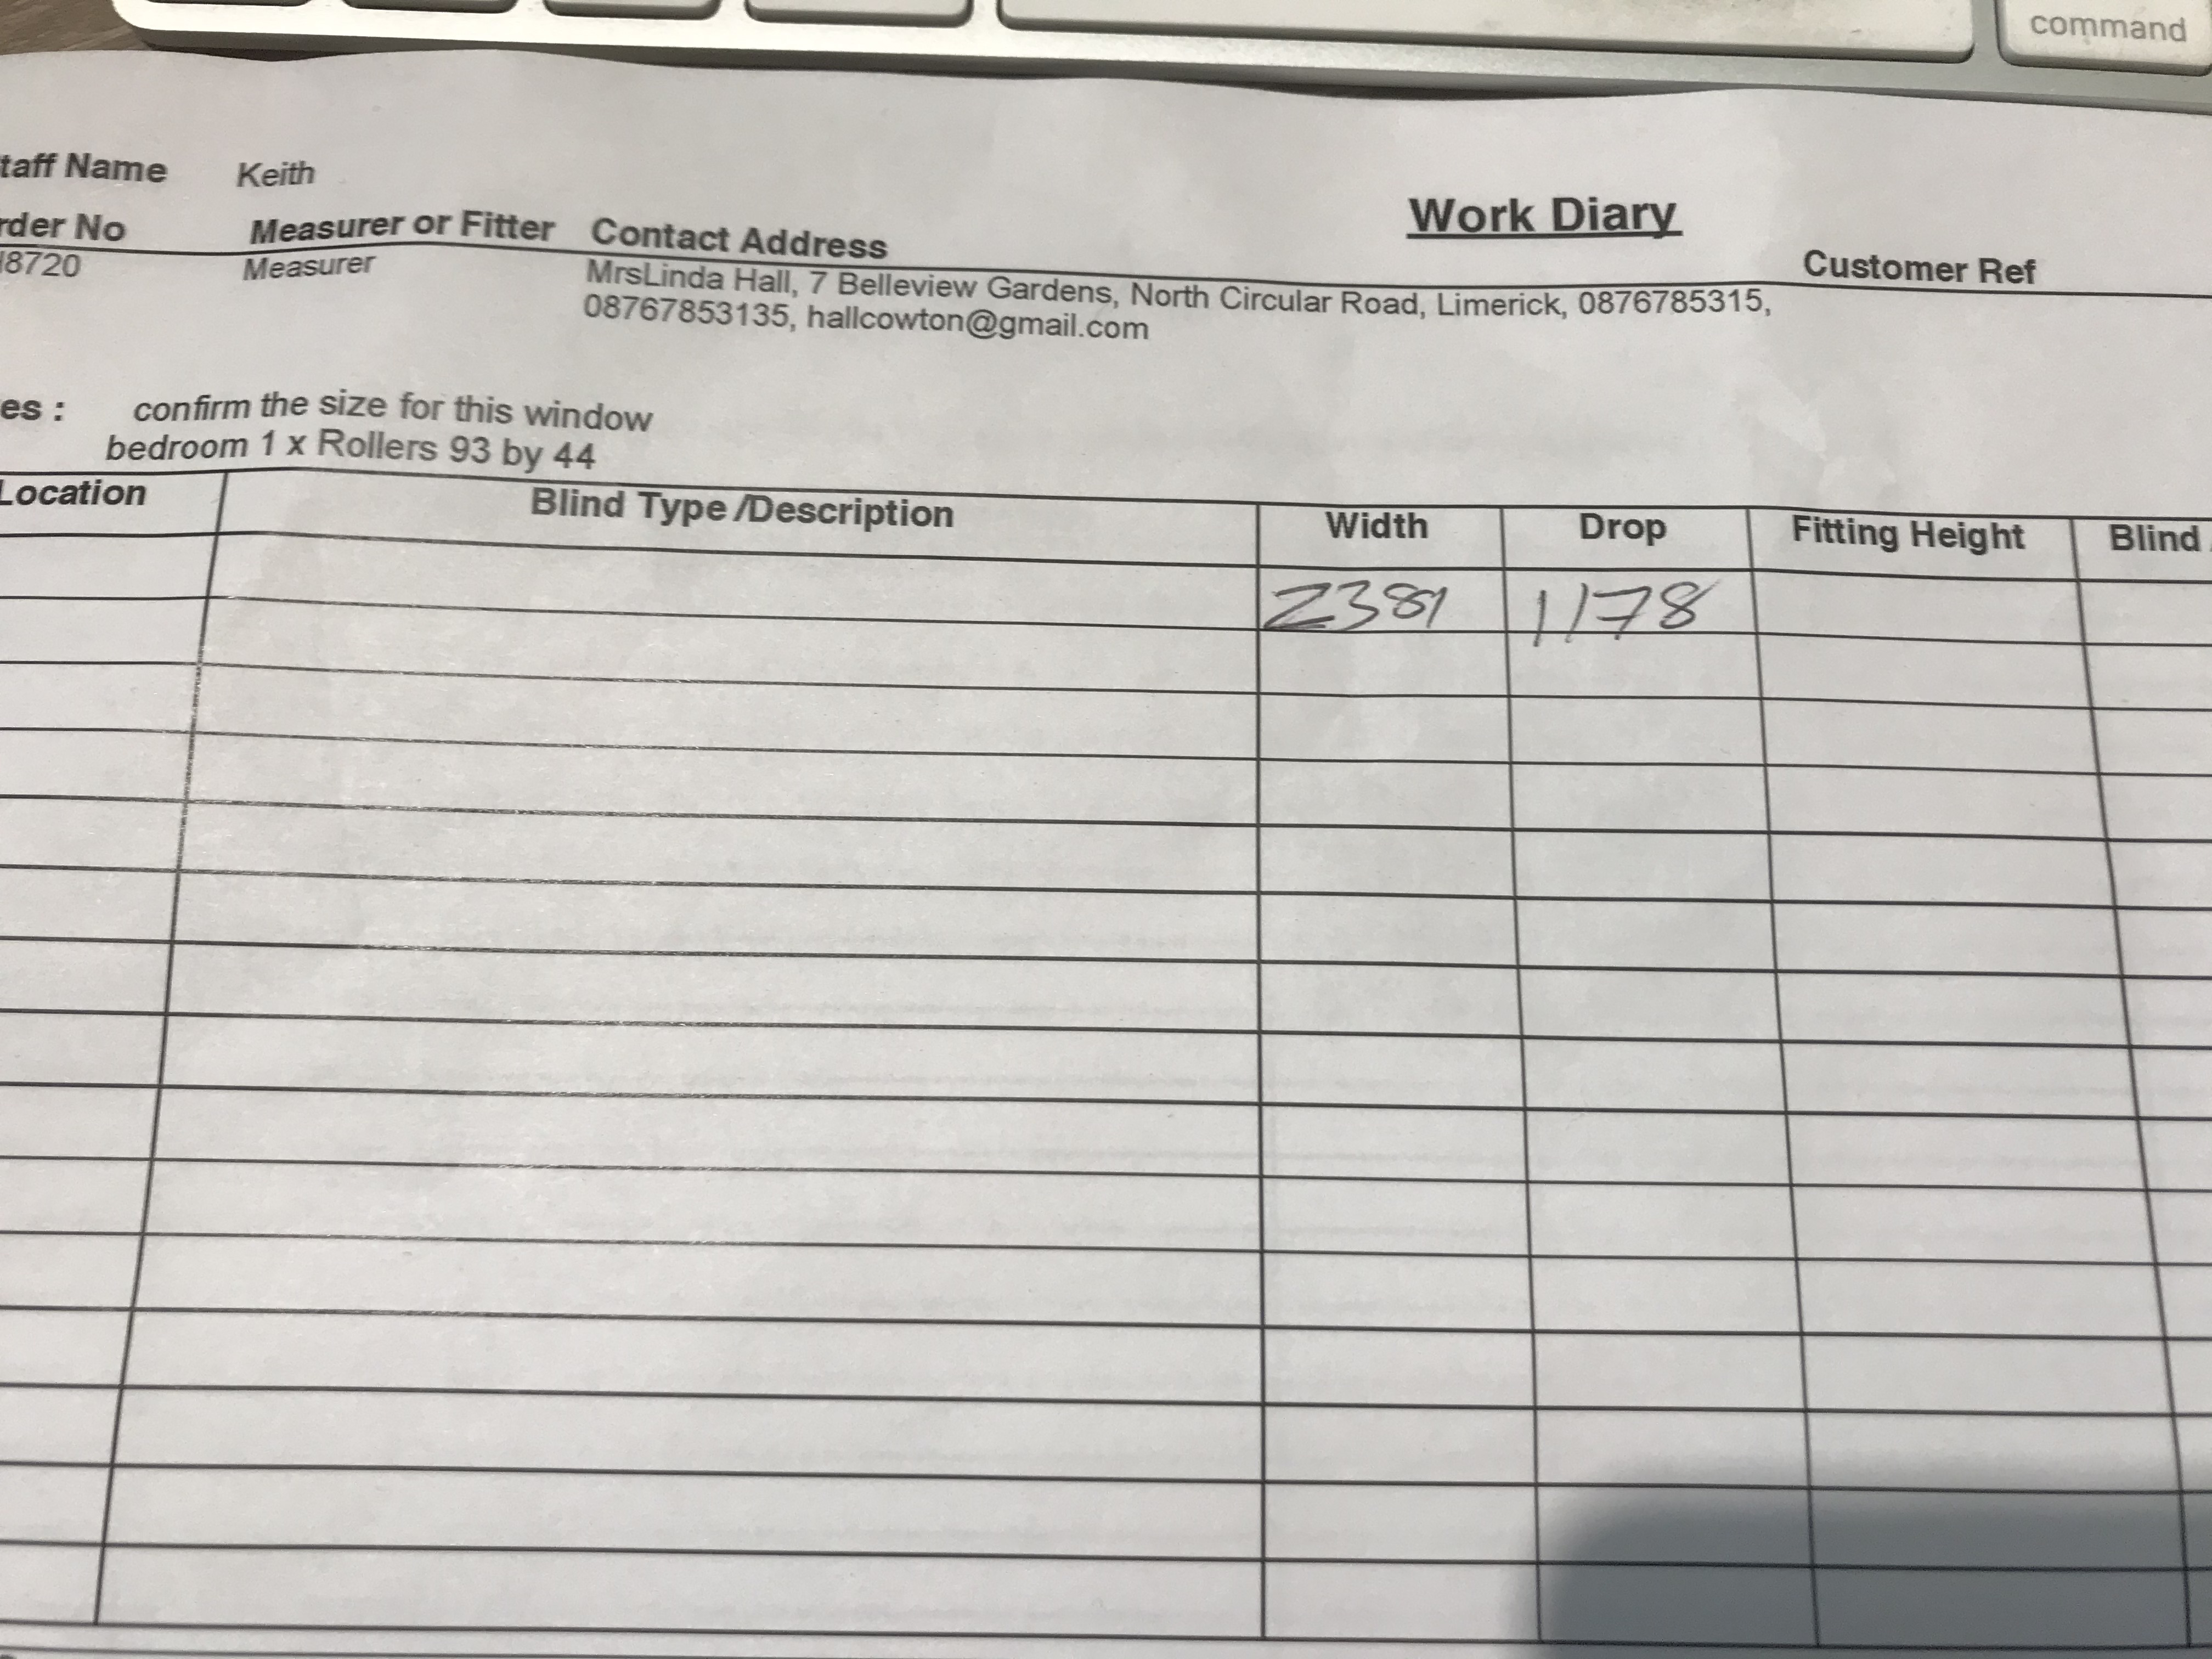 command
taff Name Keith
Work Diary
rder No Measurer or Fitter Contact Address Customer Ref
8720 Measurer MrsLinda Hall, 7 Belleview Gardens, North Circular Road, Limerick, 0876785315,
08767853135, hallcowton@gmail.com
es : confirm the size for this window
bedroom 1 x Rollers 93 by 44
Location Blind Type /Description Width Drop Fitting Height Blind
2381 1178